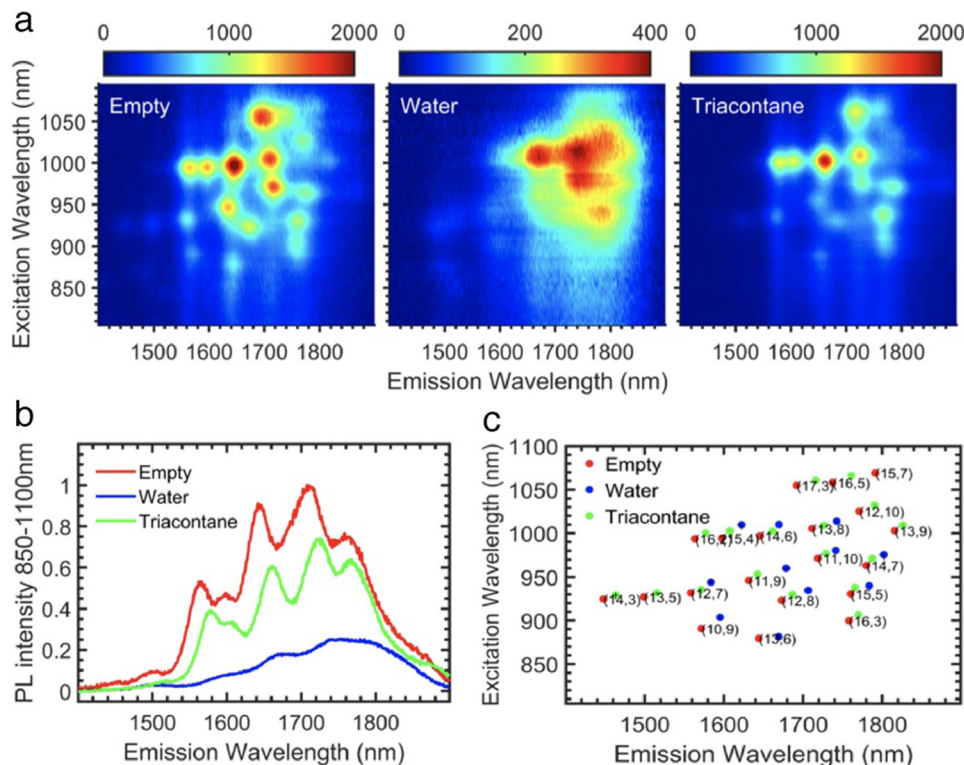 a
0 1000 2000
0 200 400
0 1000 2000
Excitation Wavelength (nm)
1050
1000
950
900
850
Empty
Water
Triacontane
1500 1600 1700 1800
1500 1600 1700 1800
1500 1600 1700 1800
Emission Wavelength (nm)
b
PL intensity 850-1100nm
1
0.8
0.6
0.4
0.2
0
Empty
Water
Triacontane
1500 1600 1700 1800
Emission Wavelength (nm)
c
Excitation Wavelength (nm)
1100
1050
1000
950
900
850
Empty
Water
Triacontane
(15,7)
(17,3) (16,5)
(12,10)
(16,2) (15,4) (14,6) (13,8) (13,9)
(11,10) (14,7)
(11,9)
(14,3) (13,5) (12,7) (12,8) (15,5)
(10,9) (13,6) (16,3)
1500 1600 1700 1800
Emission Wavelength (nm)